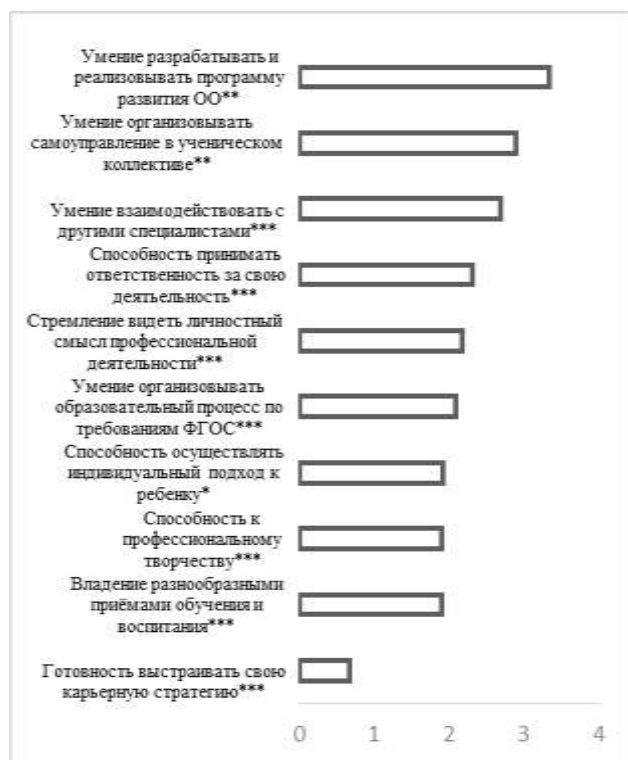 Умение разрабатывать и
реализовывать программу
развития ОО**
Умение организовывать
самоуправление в ученическом
коллективе**
Умение взаимодействовать с
другими специалистами***
Способность принимать
ответственность за свою
деятьельность***
Стремление видеть личностный
смысл профессиональной
деятельности***
Умение организовывать
образовательный процесс по
требованиям ФГОС***
Способность осуществлять
индивидуальный подход к
ребенку*
Способность к
профессиональному
творчеству***
Владение разнообразными
приёмами обучения и
воспитания***
Готовность выстраивать свою
карьерную стратегию***
0 1 2 3 4